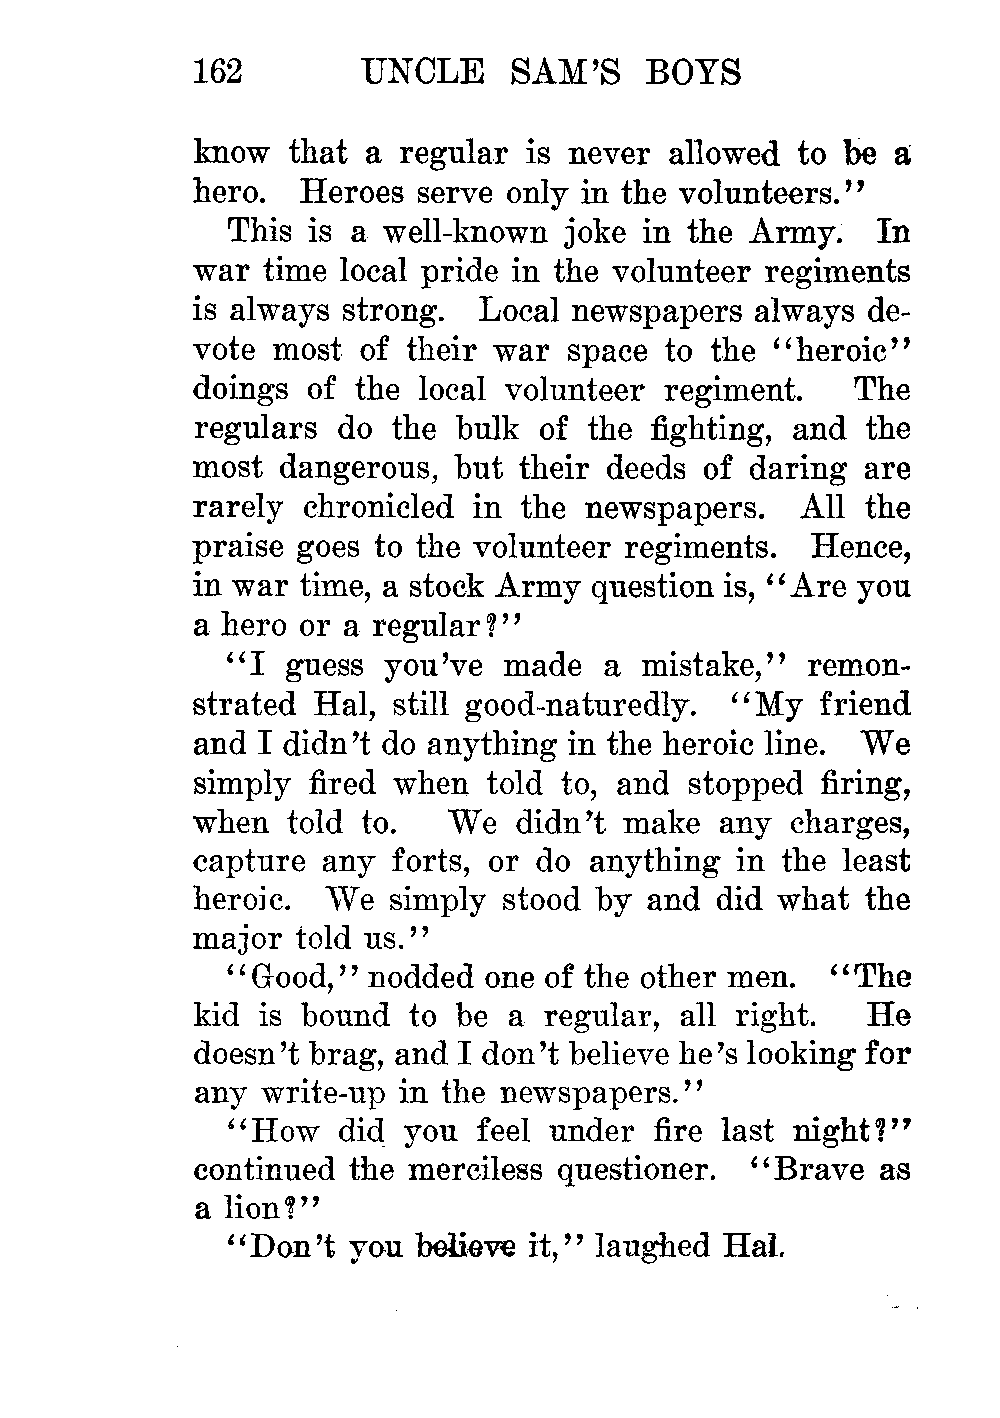 162 UNCLE SAM'S BOYS
know that a regular is never allowed to be a
hero. Heroes serve only in the volunteers."
This is a well-known joke in the Army. In
war time local pride in the volunteer regiments
is always strong. Local newspapers always de-
vote most of their war space to the "heroic"
doings of the local volunteer regiment. The
regulars do the bulk of the fighting, and the
most dangerous, but their deeds of daring are
rarely chronicled in the newspapers. All the
praise goes to the volunteer regiments. Hence,
in war time, a stock Army question is, "Are you
a hero or a regular?"
"I guess you've made a mistake," remon-
strated Hal, still good-naturedly. "My friend
and I didn't do anything in the heroic line. We
simply fired when told to, and stopped firing,
when told to. We didn't make any charges,
capture any forts, or do anything in the least
heroic. We simply stood by and did what the
major told us."
"Good," nodded one of the other men. "The
kid is bound to be a regular, all right. He
doesn't brag, and I don't believe he's looking for
any write-up in the newspapers."
"How did you feel under fire last night?"
continued the merciless questioner. "Brave as
a lion?"
"Don't you believe it," laughed Hal.